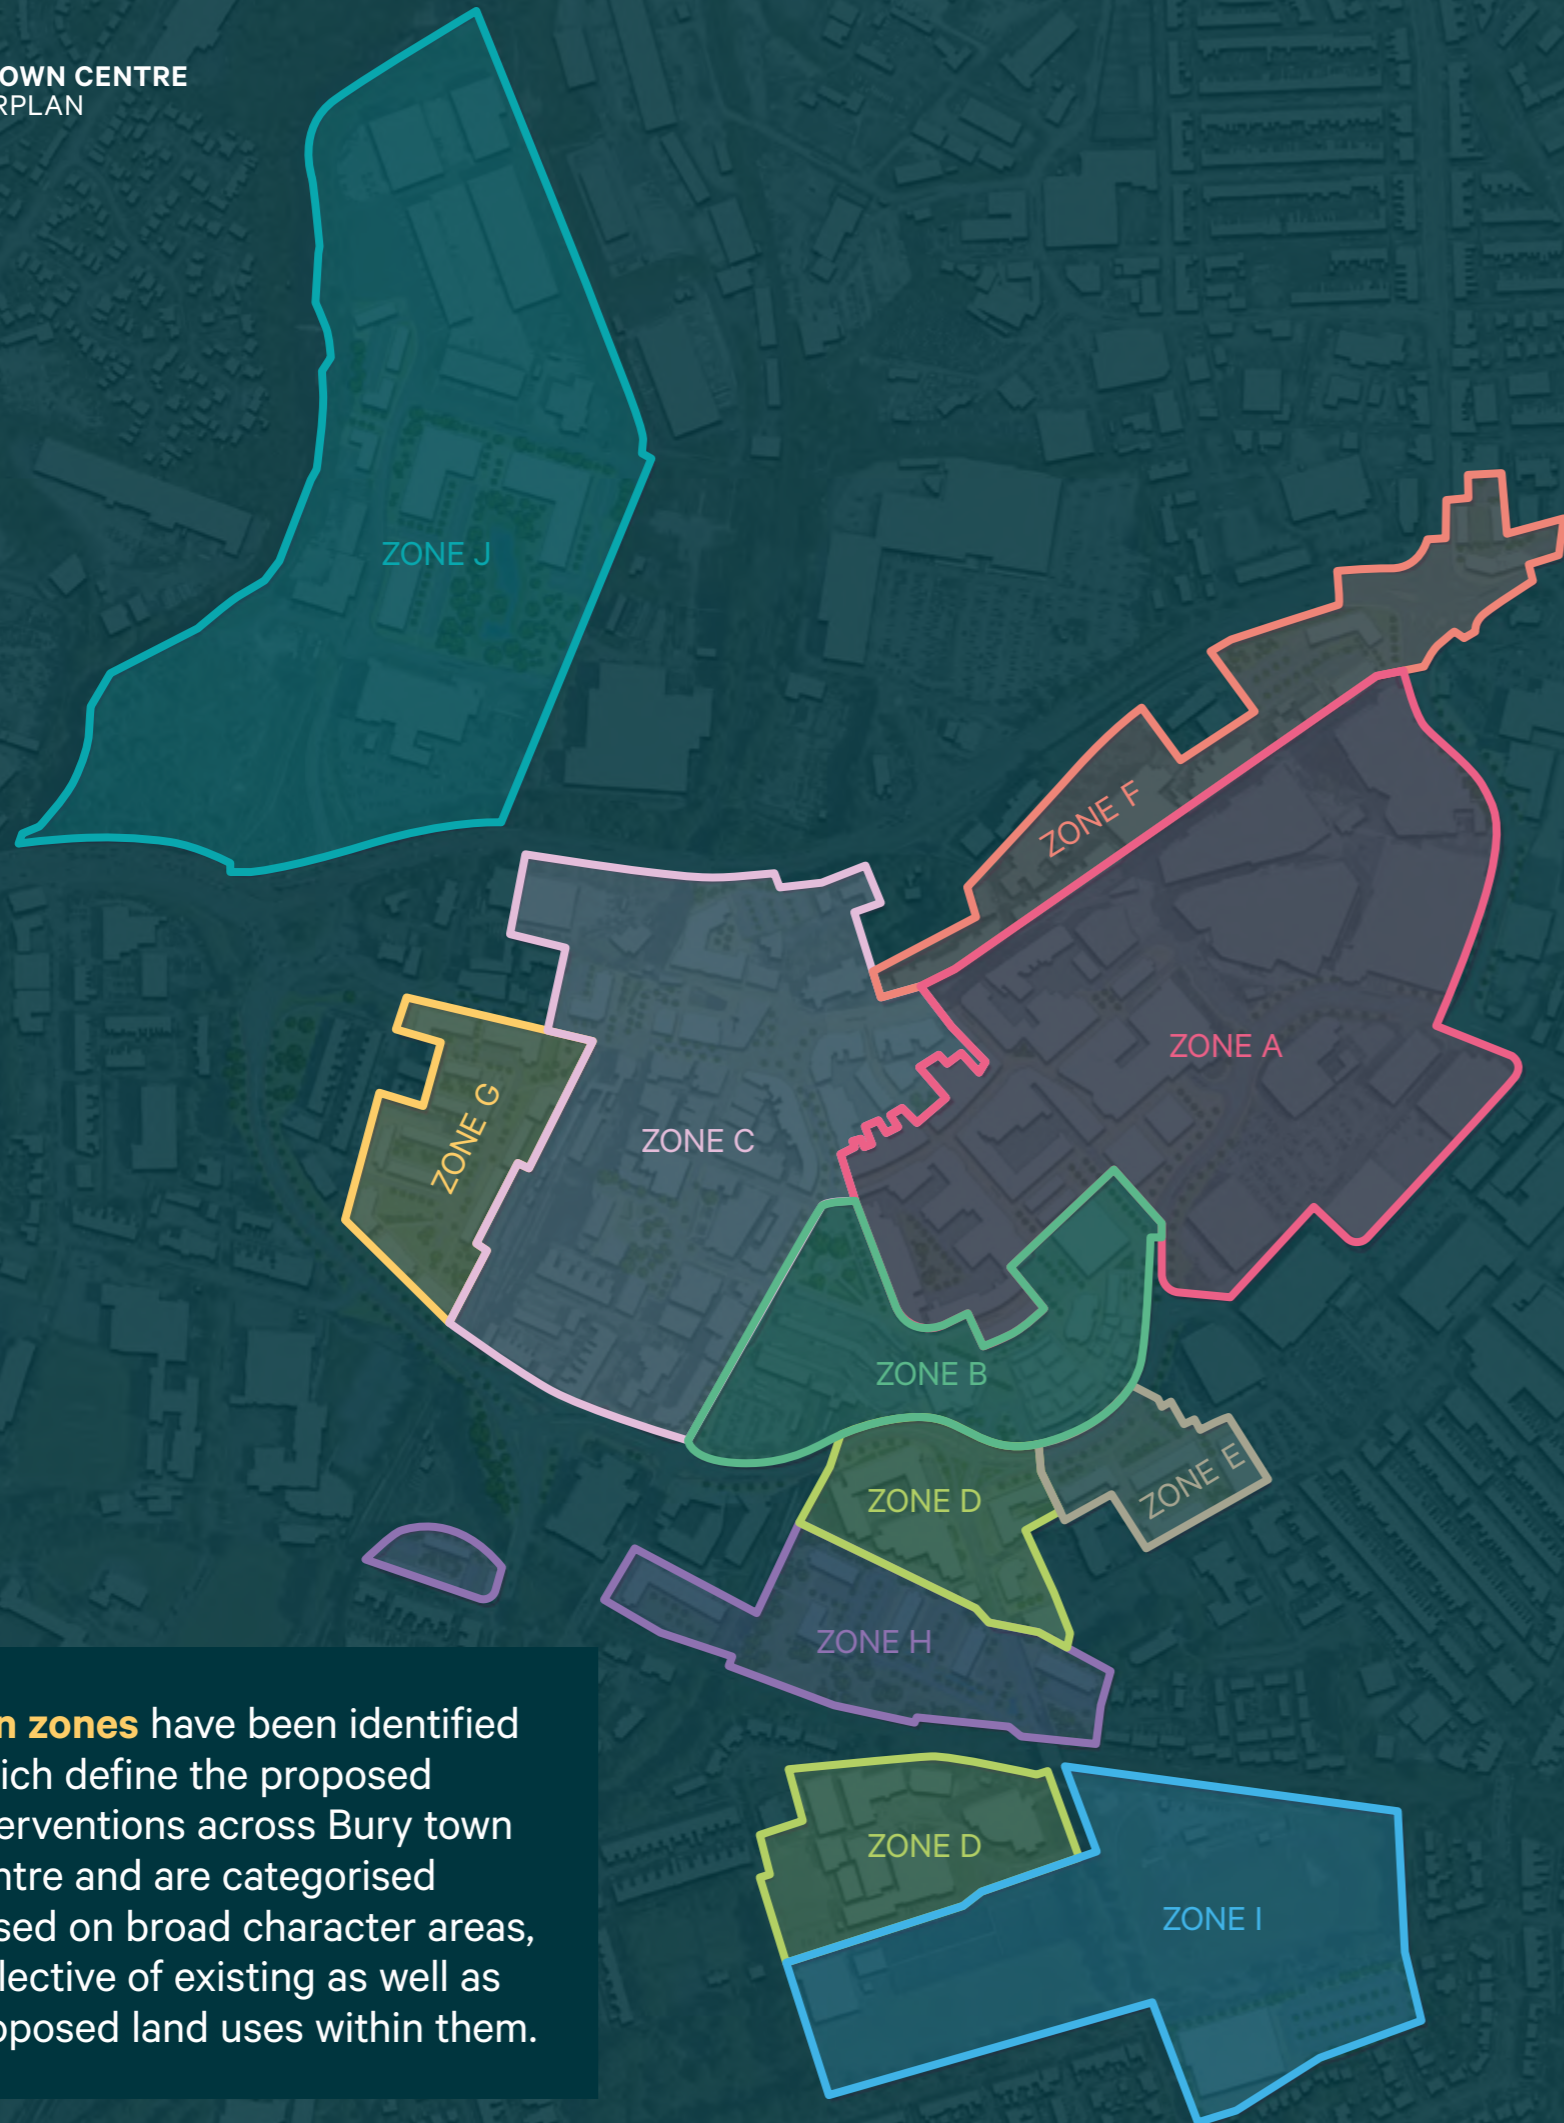 OWN CENTRE
RPLAN
ZONE J
ZONE F
ZONE A
ZONE G
ZONE C
ZONE B
ZONE E
ZONE D
ZONE H
ZONE D
ZONE I
n zones have been identified
ich define the proposed
erventions across Bury town
ntre and are categorised
sed on broad character areas,
lective of existing as well as
oposed land uses within them.